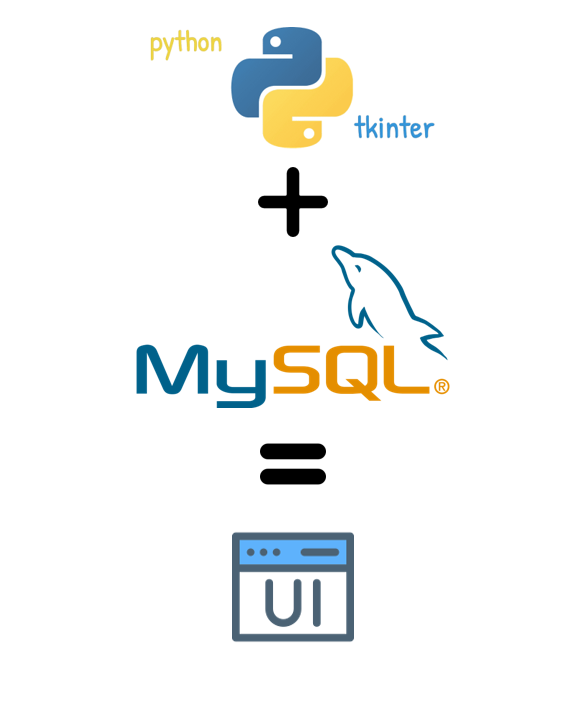 python
tkinter
+
MySQL®
=
UI